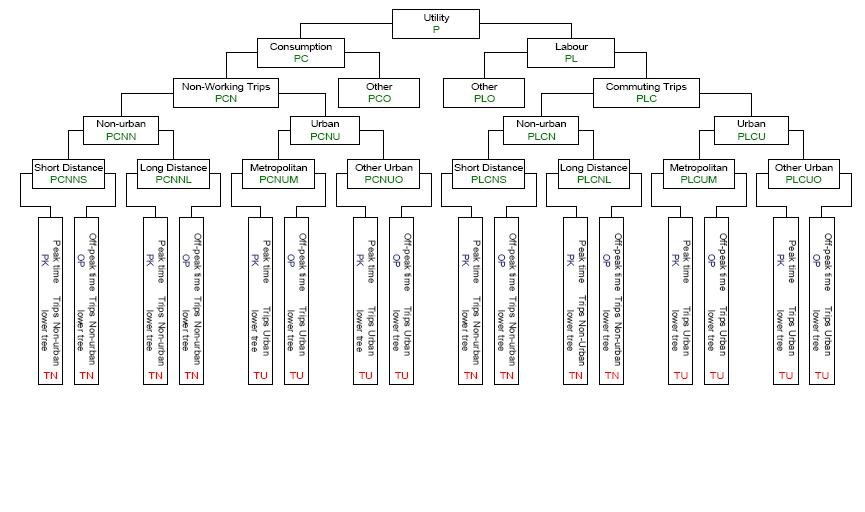 Utility
P
Consumption
PC
Labour
PL
Non-Working Trips
PCN
Other
PCO
Other
PLO
Commuting Trips
PLC
Non-urban
PCNN
Urban
PCNU
Non-urban
PLCN
Urban
PLCU
Short Distance
PCNNS
Long Distance
PCNNL
Metropolitan
PCNUM
Other Urban
PCNUO
Short Distance
PLCNS
Long Distance
PLCNL
Metropolitan
PLCUM
Other Urban
PLCUO
Peak time Trips Non-urban
PK lower tree
TN
Off-peak time Trips Non-urban
OP lower tree
TN
Peak time Trips Non-urban
PK lower tree
TN
Off-peak time Trips Non-urban
OP lower tree
TN
Peak time Trips Urban
PK lower tree
TU
Off-peak time Trips Urban
OP lower tree
TU
Peak time Trips Urban
PK lower tree
TU
Off-peak time Trips Urban
OP lower tree
TU
Peak time Trips Non-urban
PK lower tree
TN
Off-peak time Trips Non-urban
OP lower tree
TN
Peak time Trips Non-Urban
PK lower tree
TN
Off-peak time Trips Non-urban
OP lower tree
TN
Peak time Trips Urban
PK lower tree
TU
Off-peak time Trips Urban
OP lower tree
TU
Peak time Trips Urban
PK lower tree
TU
Off-peak time Trips Urban
OP lower tree
TU